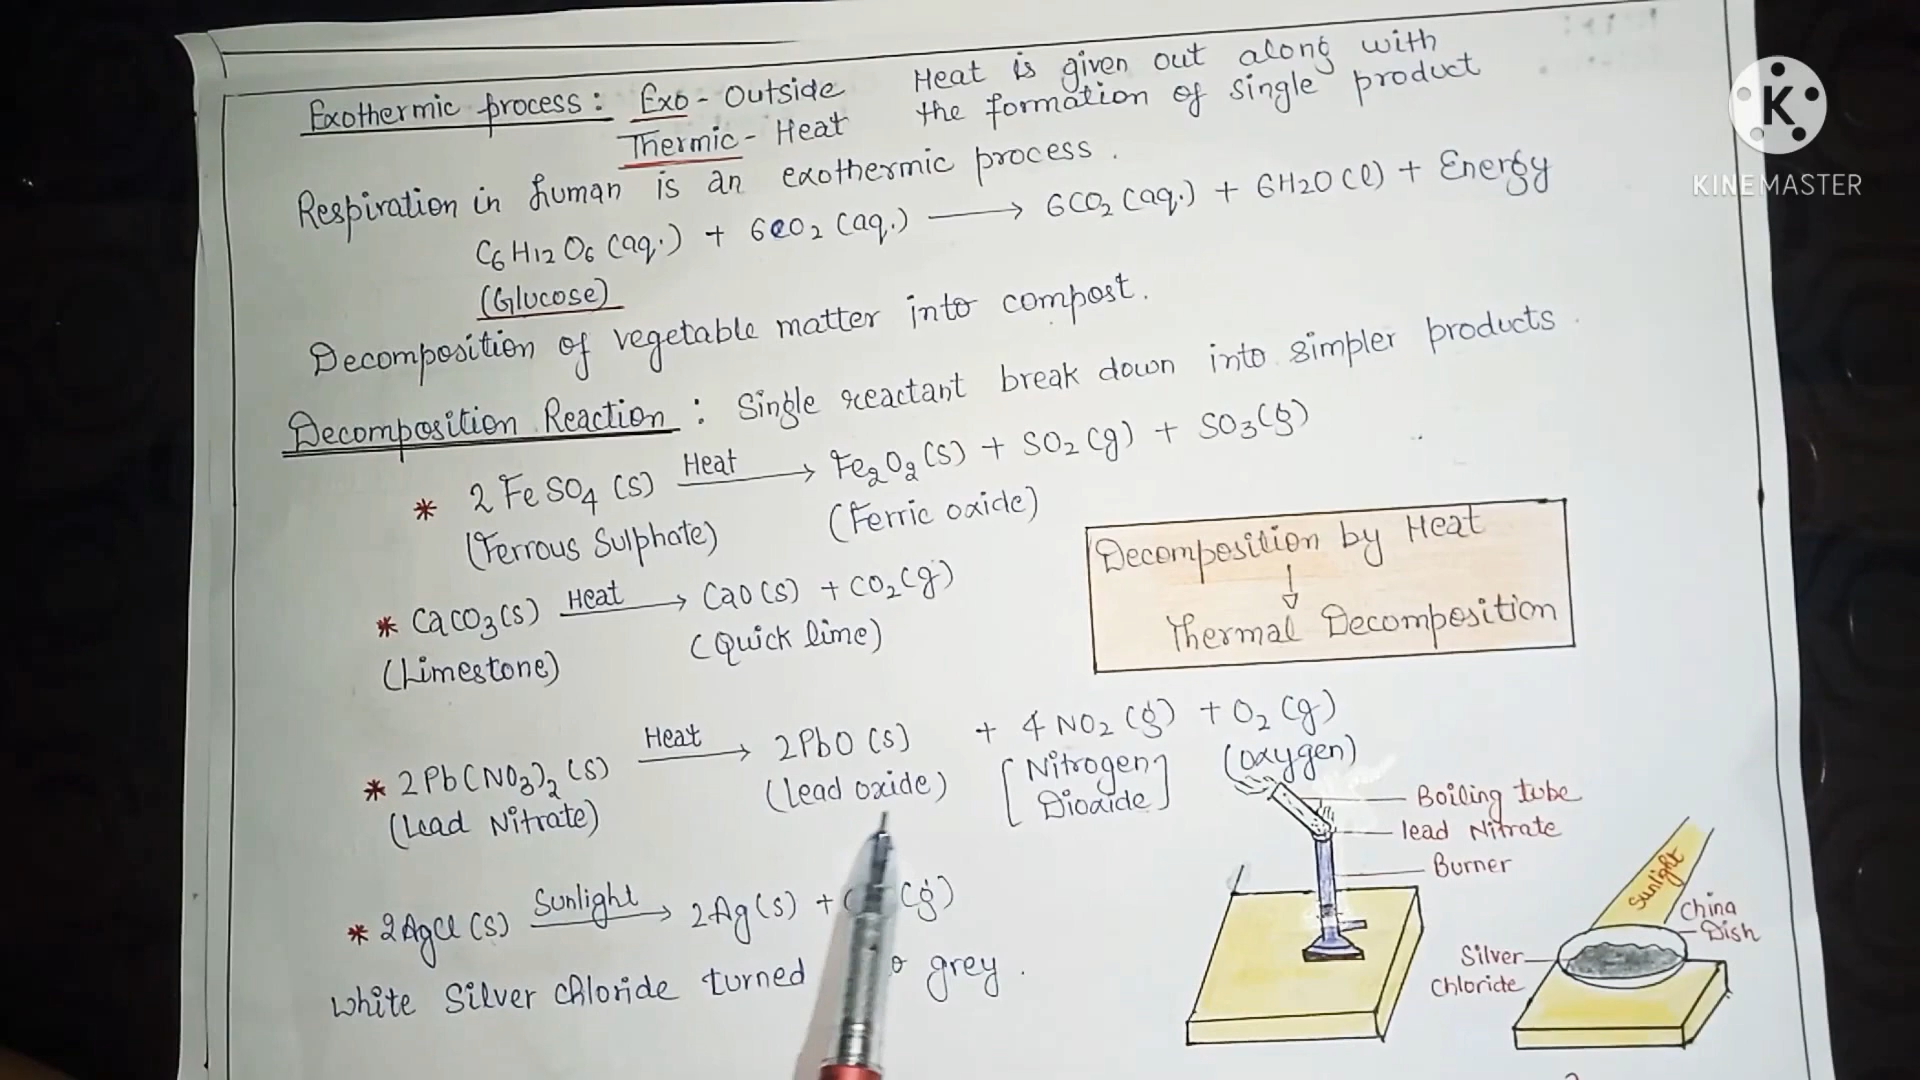 Exothermic process: Exo - Outside Heat is given out along with
Thermic - Heat the formation of single product
Respiration in human is an exothermic process.
C6H12O6 (aq.) + 6CO2 (aq.) ⟶ 6CO2 (aq.) + 6H2O (l) + Energy
(Glucose)
Decomposition of vegetable matter into compost.
Decomposition Reaction : Single reactant break down into simpler products.
* 2 FeSO4 (s) Heat ⟶ Fe2O2 (s) + SO2 (g) + SO3 (g)
(Ferrous Sulphate) (Ferric oxide)
* CaCO3 (s) Heat ⟶ CaO (s) + CO2 (g)
(Limestone) (Quick lime)
Decomposition by Heat
↓
Thermal Decomposition
* 2Pb(NO3)2 (s) Heat ⟶ 2PbO (s) + 4 NO2 (g) + O2 (g)
(Lead Nitrate) (Lead oxide) [Nitrogen Dioxide] (Oxygen)
* 2AgCl (s) Sunlight ⟶ 2Ag (s) + (g)
White Silver Chloride turned grey.
Boiling tube
lead Nitrate
Burner
Sunlight
China
Dish
Silver
Chloride
K
KINEMASTER